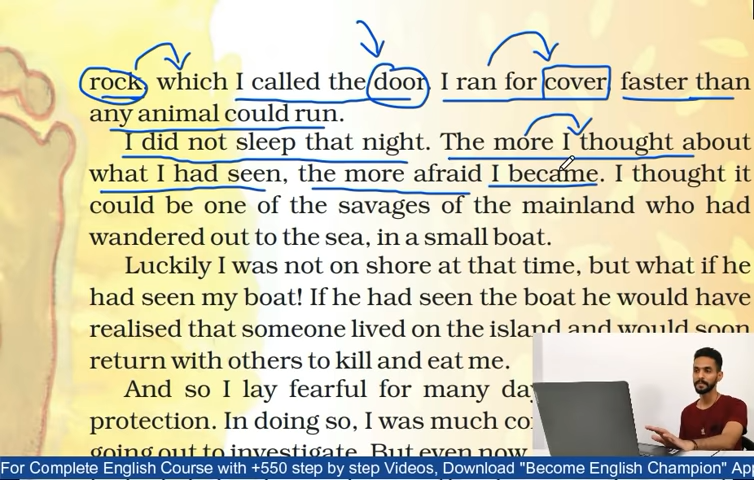 rock, which I called the door. I ran for cover, faster than
any animal could run.
I did not sleep that night. The more I thought about
what I had seen, the more afraid I became. I thought it
could be one of the savages of the mainland who had
wandered out to the sea, in a small boat.
Luckily I was not on shore at that time, but what if he
had seen my boat! If he had seen the boat he would have
realised that someone lived on the island and would soon
return with others to kill and eat me.
And so I lay fearful for many
protection. In doing so, I was much
going out to investigate. But even now
For Complete English Course with +550 step by step Videos, Download "Become English Champion"